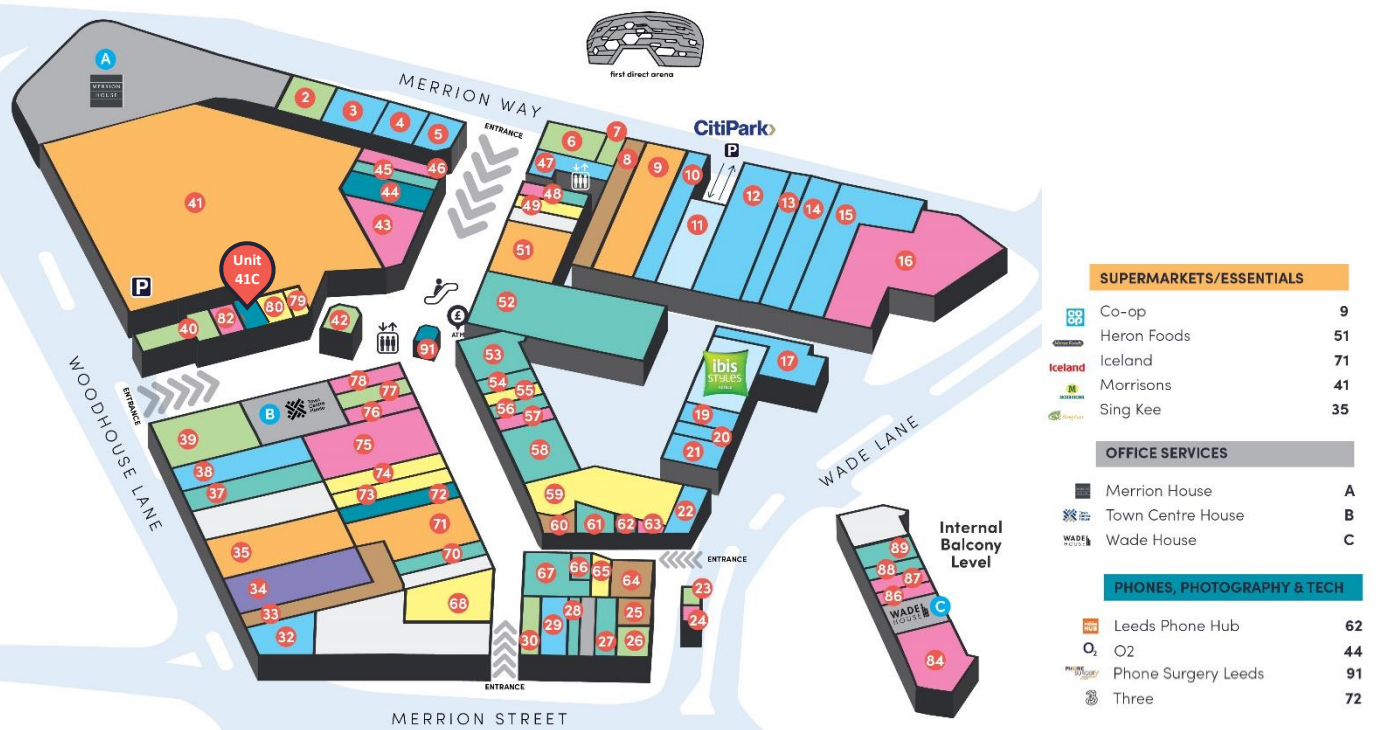 first direct arena
A
MERRION
HOUSE
MERRION WAY
CitiPark
P
ENTRANCE
2
3
4
5
6
7
8
9
10
11
12
13
14
15
16
47
48
49
51
52
46
45
44
43
41
P
Unit
41C
40
82
80
79
42
91
£
ATM
WOODHOUSE LANE
ENTRANCE
53
54
55
56
57
58
59
60
61
62
63
22
ibis
STYLES
HOTELS
17
19
20
21
WADE LANE
B
Town
Centre
House
78
77
76
75
74
73
72
71
70
68
39
38
37
35
34
33
32
67
66
65
64
30
29
28
27
25
26
23
24
ENTRANCE
ENTRANCE
MERRION STREET
Internal
Balcony
Level
89
88
87
86
WADE
HOUSE
C
84
SUPERMARKETS/ESSENTIALS
Co-op 9
Heron Foods 51
Iceland Iceland 71
M MORRISONS Morrisons 41
Sing Kee 35
OFFICE SERVICES
Merrion House A
Town Centre House B
WADE HOUSE Wade House C
PHONES, PHOTOGRAPHY & TECH
Leeds Phone Hub 62
O2 O2 44
Phone Surgery Leeds 91
3 Three 72